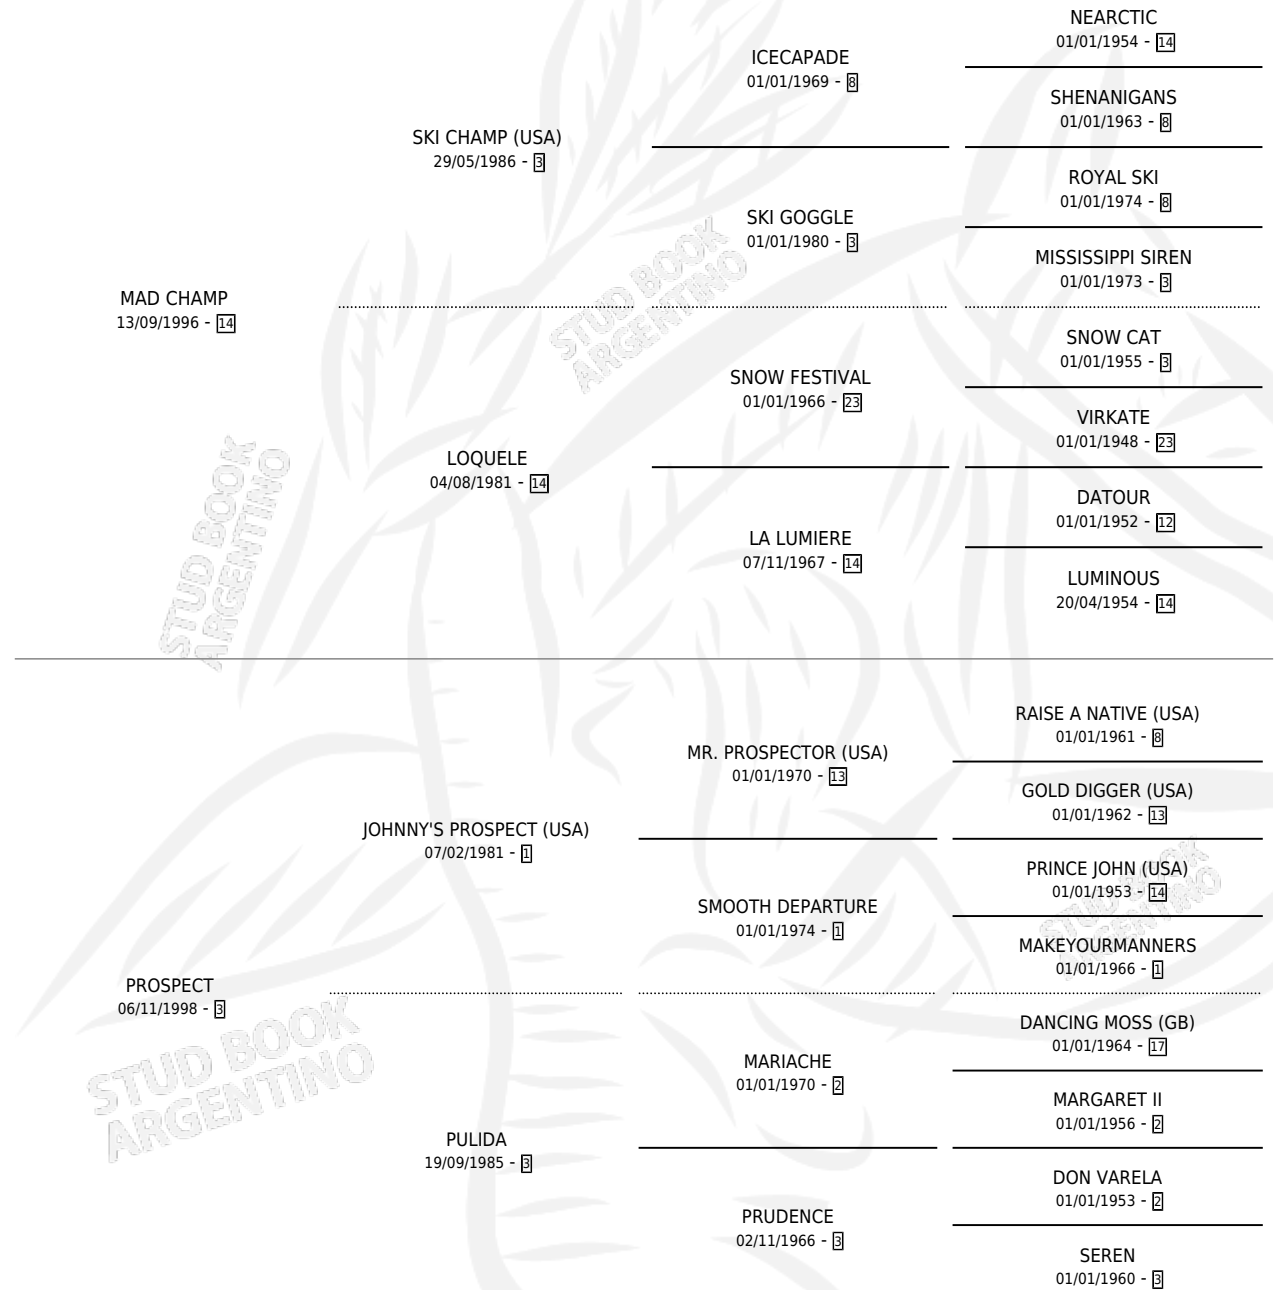 NEARCTIC
01/01/1954 - 14
ICECAPADE
01/01/1969 - 8
SHENANIGANS
01/01/1963 - 8
SKI CHAMP (USA)
29/05/1986 - 3
ROYAL SKI
01/01/1974 - 8
SKI GOGGLE
01/01/1980 - 3
MISSISSIPPI SIREN
01/01/1973 - 3
MAD CHAMP
13/09/1996 - 14
SNOW CAT
01/01/1955 - 3
SNOW FESTIVAL
01/01/1966 - 23
VIRKATE
01/01/1948 - 23
LOQUELE
04/08/1981 - 14
DATOUR
01/01/1952 - 12
LA LUMIERE
07/11/1967 - 14
LUMINOUS
20/04/1954 - 14
STUD BOOK
ARGENTINO
STUD BOOK
ARGENTINO
RAISE A NATIVE (USA)
01/01/1961 - 8
MR. PROSPECTOR (USA)
01/01/1970 - 13
GOLD DIGGER (USA)
01/01/1962 - 13
JOHNNY'S PROSPECT (USA)
07/02/1981 - 1
PRINCE JOHN (USA)
01/01/1953 - 14
SMOOTH DEPARTURE
01/01/1974 - 1
MAKEYOURMANNERS
01/01/1966 - 1
STUD BOOK
ARGENTINO
PROSPECT
06/11/1998 - 3
DANCING MOSS (GB)
01/01/1964 - 17
MARIACHE
01/01/1970 - 2
MARGARET II
01/01/1956 - 2
STUD BOOK
ARGENTINO
PULIDA
19/09/1985 - 3
DON VARELA
01/01/1953 - 2
PRUDENCE
02/11/1966 - 3
SEREN
01/01/1960 - 3